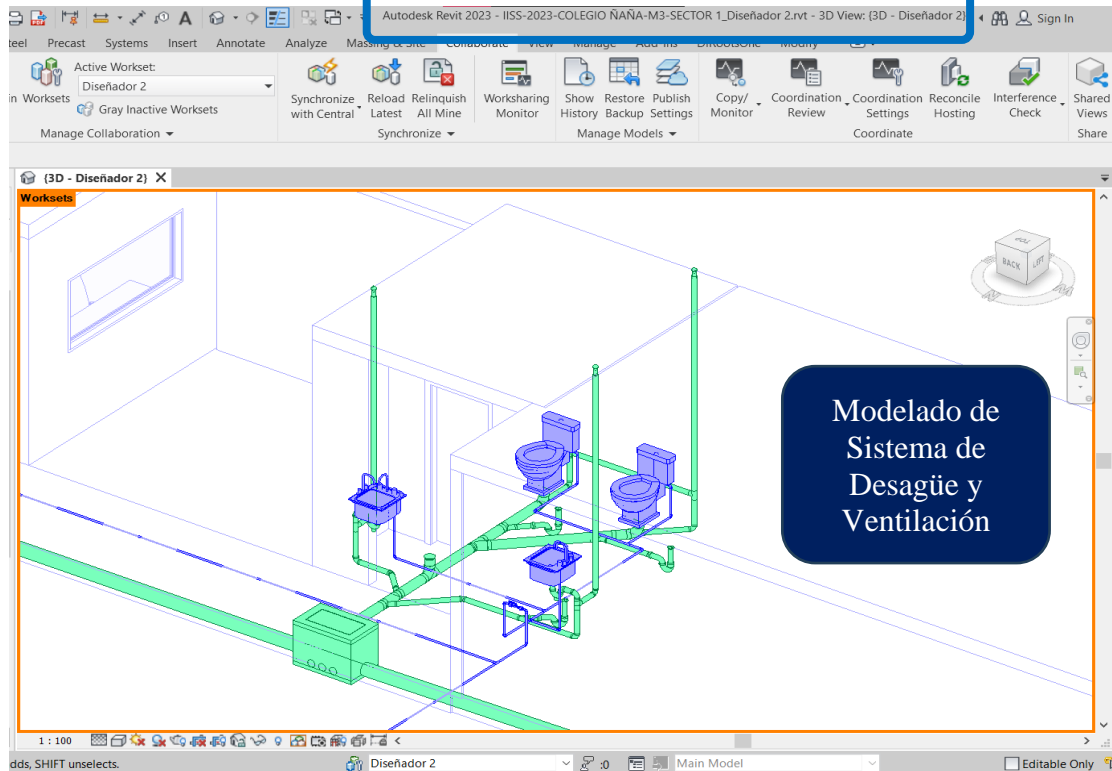 Autodesk Revit 2023 - IISS-2023-COLEGIO ÑAÑA-M3-SECTOR 1_Diseñador 2.rvt - 3D View: {3D - Diseñador 2}
Sign In
Precast Systems Insert Annotate Analyze Massing & Site Collaborate View Manage Add-Ins DiRootsOne Modify
Active Workset:
Diseñador 2
Worksets
Gray Inactive Worksets
Manage Collaboration
Synchronize
with Central
Reload
Latest
Relinquish
All Mine
Synchronize
Worksharing
Monitor
Show
History
Restore
Backup
Publish
Settings
Manage Models
Copy/
Monitor
Coordination
Review
Coordination
Settings
Reconcile
Hosting
Interference
Check
Coordinate
Shared
Views
Share
{3D - Diseñador 2} X
Worksets
BACK
LEFT
Modelado de
Sistema de
Desagüe y
Ventilación
1 : 100
dds, SHIFT unselects.
Diseñador 2
:0
Main Model
Editable Only